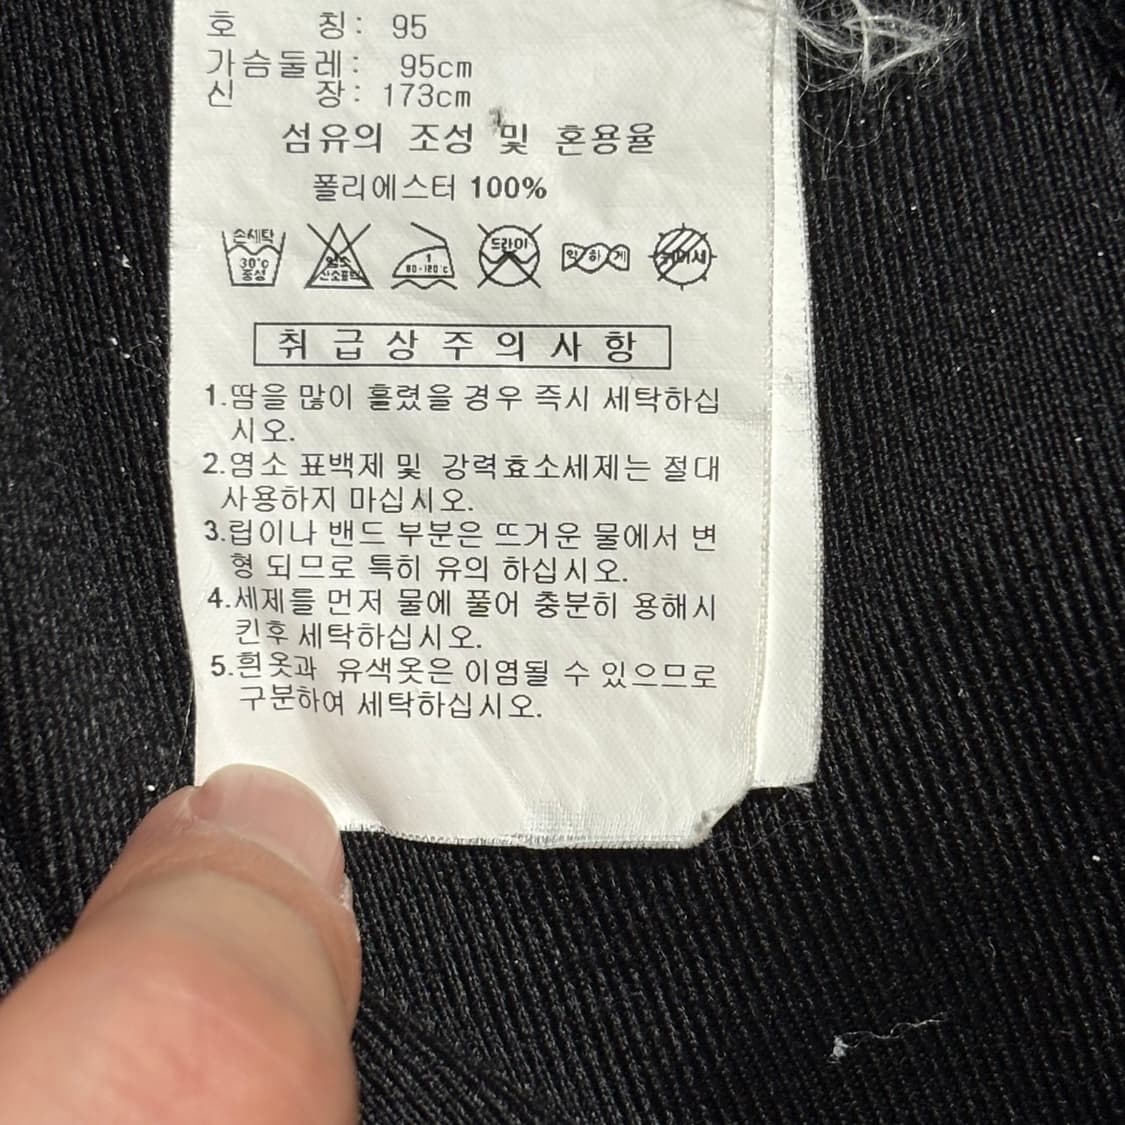 호 칭: 95
가슴둘레: 95cm
신 장: 173cm
섬유의 조성 및 혼용율
폴리에스터 100%
손세탁 30°c 중성
염소 산소표백
1 80-120°c
드라이
약하게
1.땀을 많이 흘렸을 경우 즉시 세탁하십
시오.
2.염소 표백제 및 강력효소세제는 절대
사용하지 마십시오.
3.립이나 밴드 부분은 뜨거운 물에서 변
형 되므로 특히 유의 하십시오.
4.세제를 먼저 물에 풀어 충분히 용해시
킨후 세탁하십시오.
5.흰옷과 유색옷은 이염될 수 있으므로
구분하여 세탁하십시오.